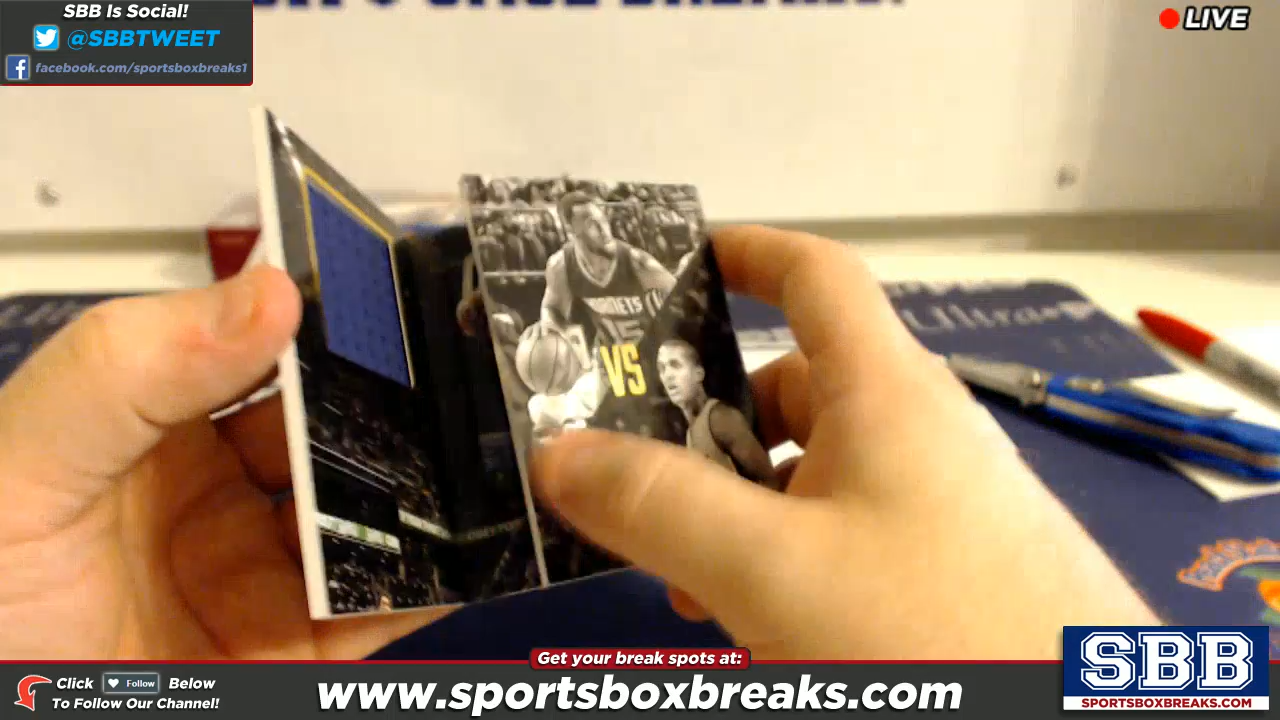 SBB Is Social!
@SBBTWEET
facebook.com/sportsboxbreaks1
LIVE
HORNETS
15
VS
Ultra
Get your break spots at:
Click Follow Below
To Follow Our Channel!
www.sportsboxbreaks.com
SBB
SPORTSBOXBREAKS.COM